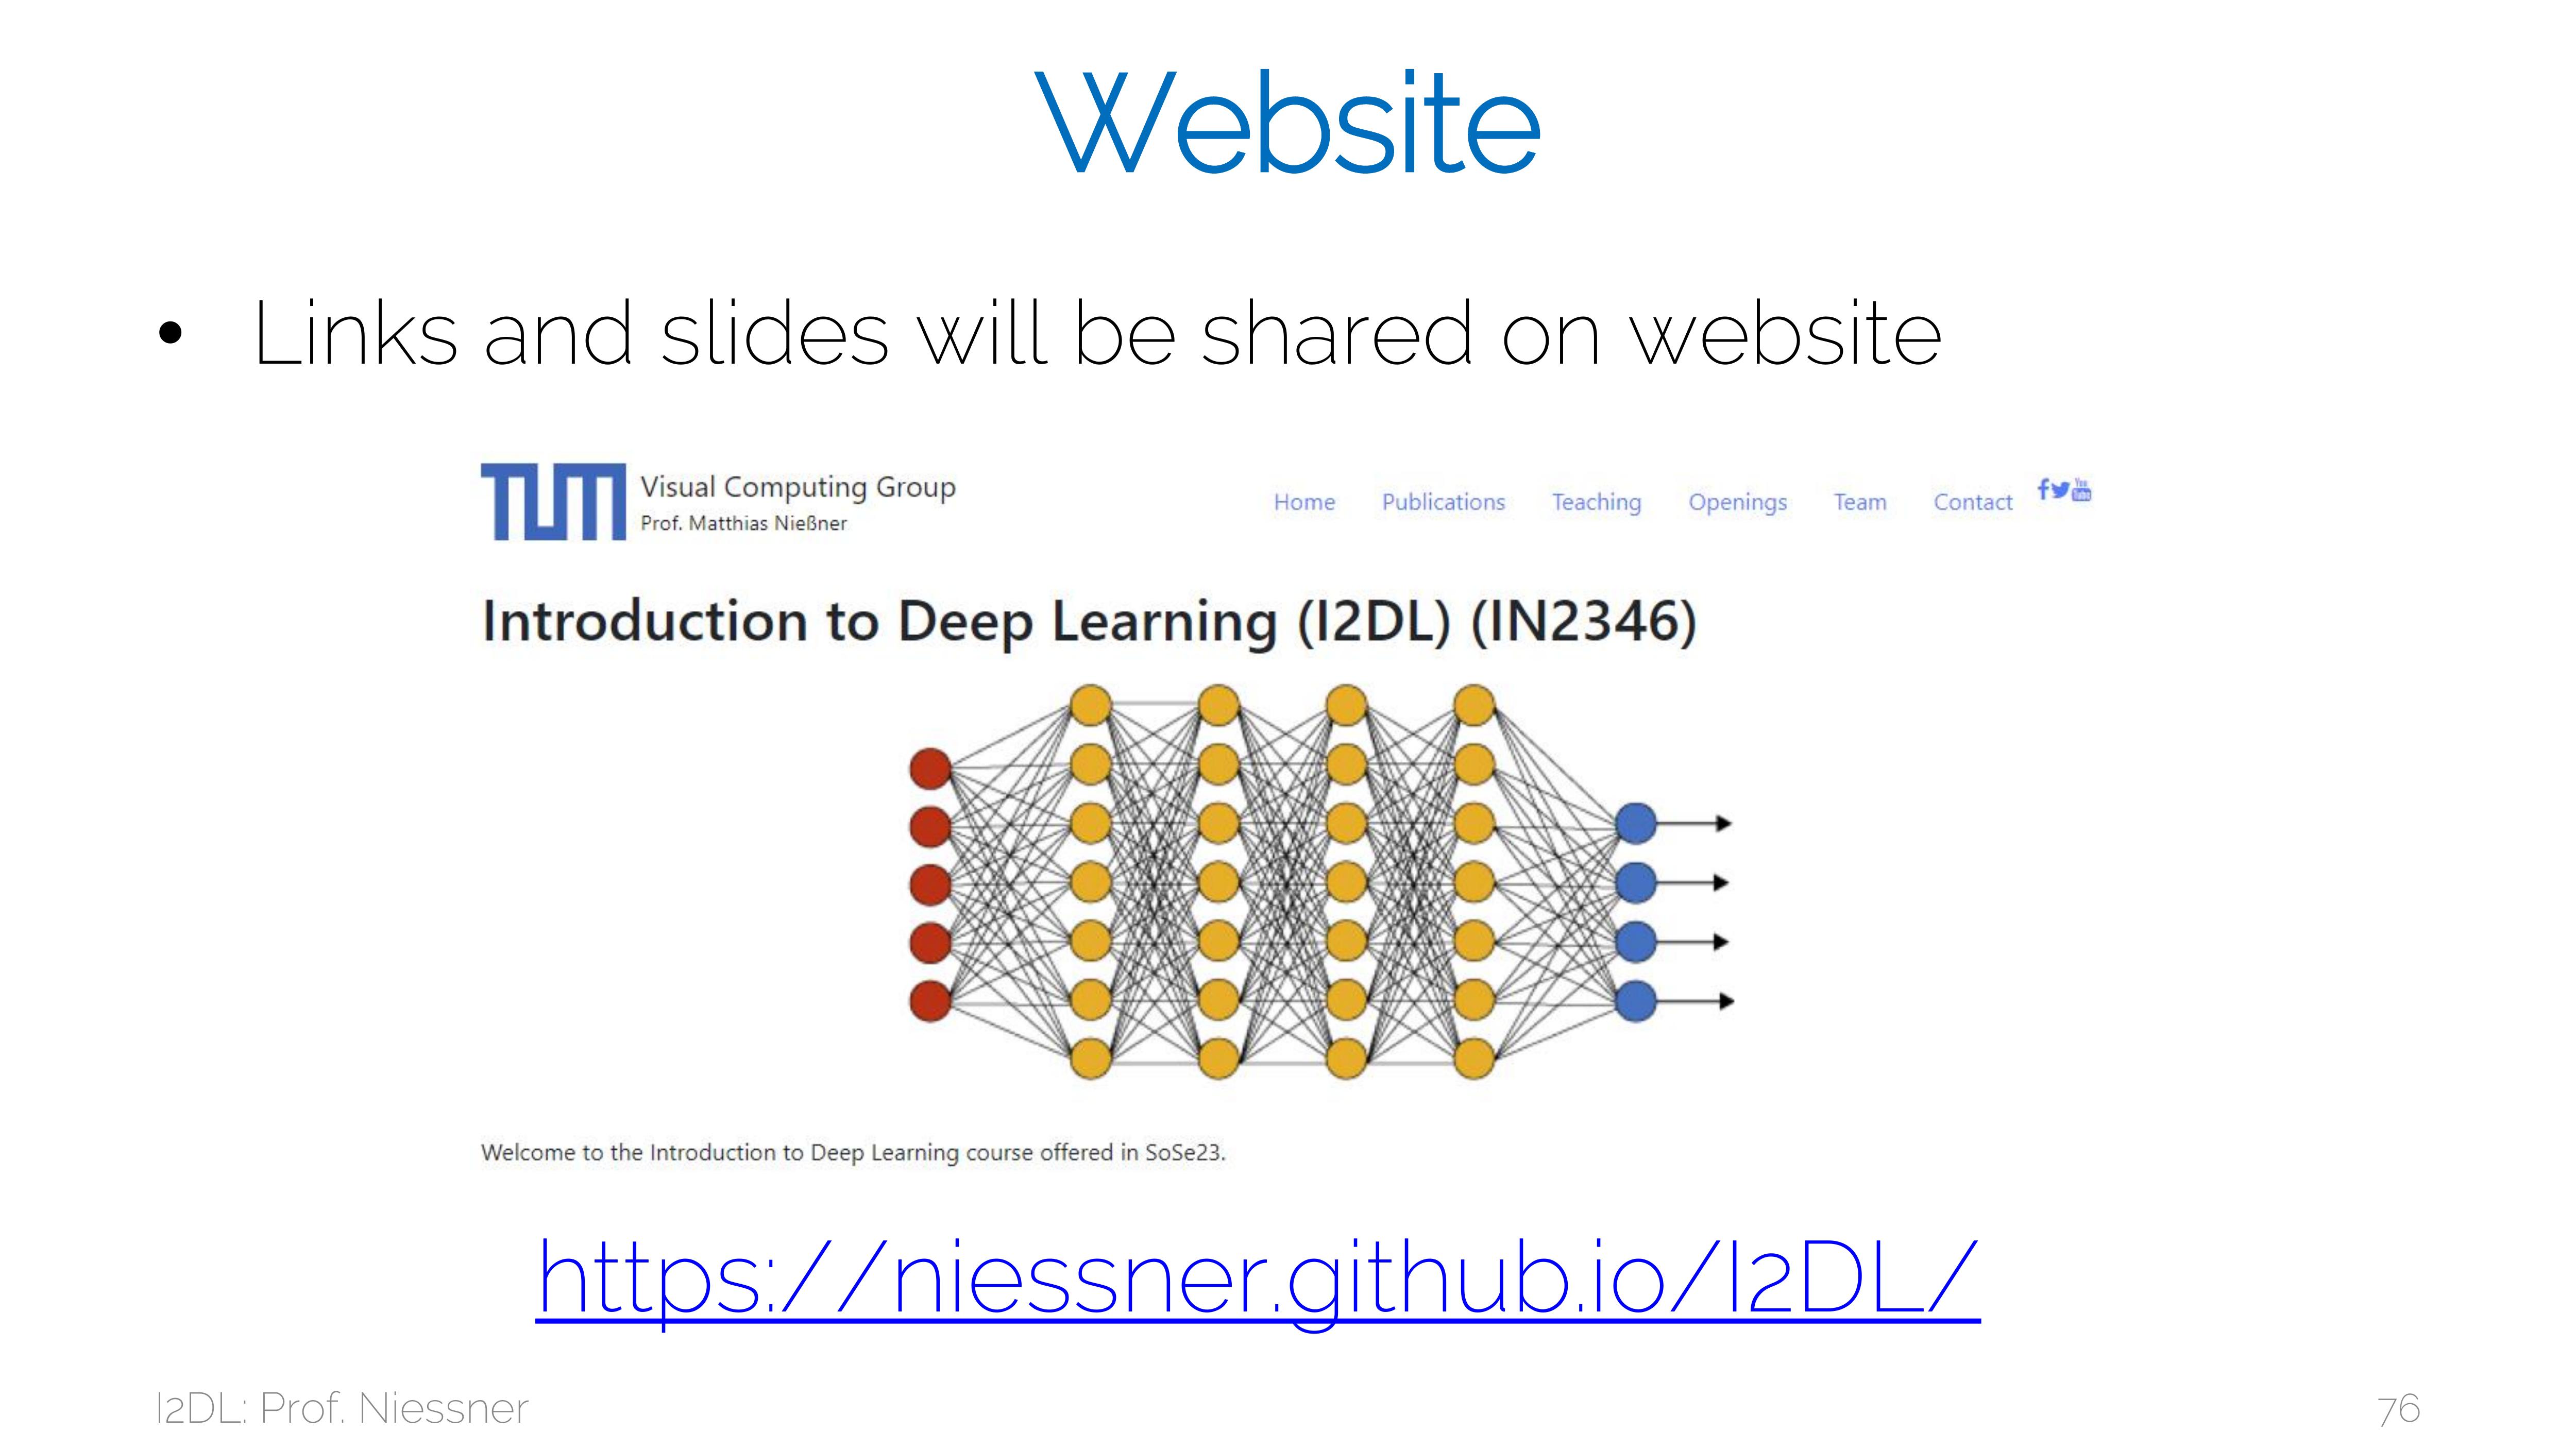 Website
• Links and slides will be shared on website
TUM
Visual Computing Group
Prof. Matthias Nießner
Home Publications Teaching Openings Team Contact
You Tube
Introduction to Deep Learning (I2DL) (IN2346)
Welcome to the Introduction to Deep Learning course offered in SoSe23.
https://niessner.github.io/I2DL/
I2DL: Prof. Niessner
76